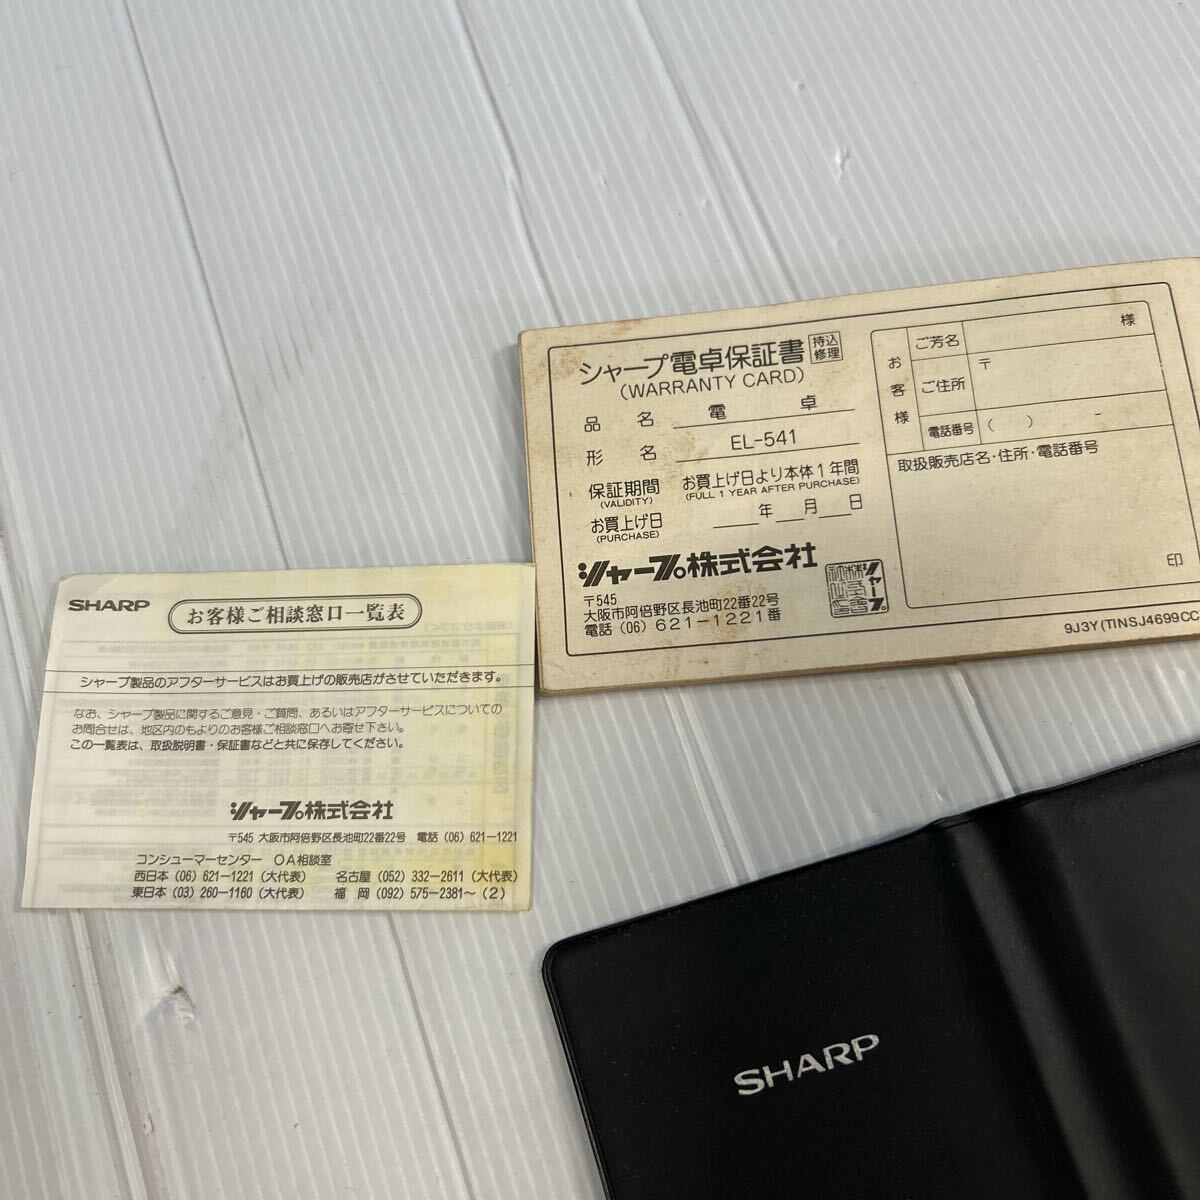 シャープ電卓保証書 持込修理
(WARRANTY CARD)
品名 電卓
形名 EL-541
保証期間 お買上げ日より本体1年間
(VALIDITY) (FULL 1 YEAR AFTER PURCHASE)
お買上げ日 年 月 日
(PURCHASE)
シャープ株式会社
〒545
大阪市阿倍野区長池町22番22号
電話 (06) 621-1221番
お客様
ご芳名 様
ご住所 〒
電話番号 ( ) -
取扱販売店名・住所・電話番号
印
9J3Y(TINSJ4699CC
SHARP お客様ご相談窓口一覧表
シャープ製品のアフターサービスはお買上げの販売店がさせていただきます。
なお、シャープ製品に関するご意見・ご質問、あるいはアフターサービスについての
お問合せは、地区内のもよりのお客様ご相談窓口へお寄せ下さい。
この一覧表は、取扱説明書・保証書などと共に保存してください。
シャープ株式会社
〒545 大阪市阿倍野区長池町22番22号 電話 (06) 621-1221
コンシューマーセンター OA相談室
西日本 (06) 621-1221 (大代表) 名古屋 (052) 332-2611 (大代表)
東日本 (03) 260-1160 (大代表) 福岡 (092) 575-2381〜(2)
SHARP